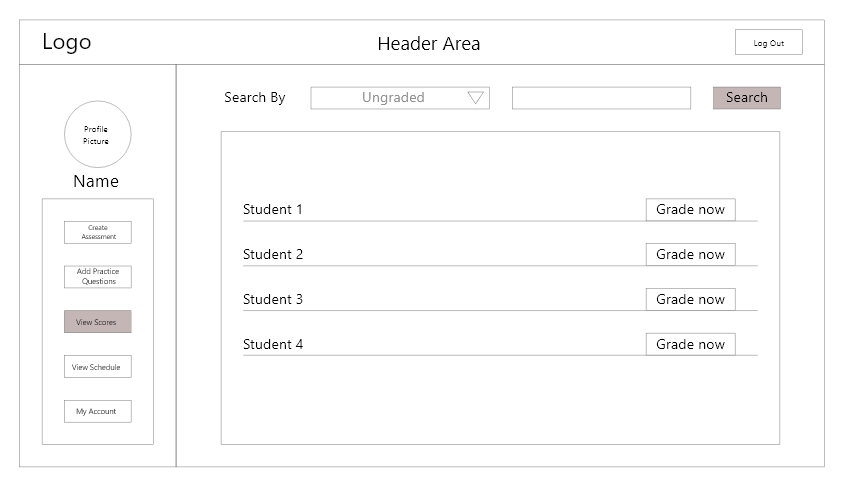 Logo
Header Area
Log Out
Profile
Picture
Name
Create
Assessment
Add Practice
Questions
View Scores
View Schedule
My Account
Search By
Ungraded
Search
Student 1
Grade now
Student 2
Grade now
Student 3
Grade now
Student 4
Grade now